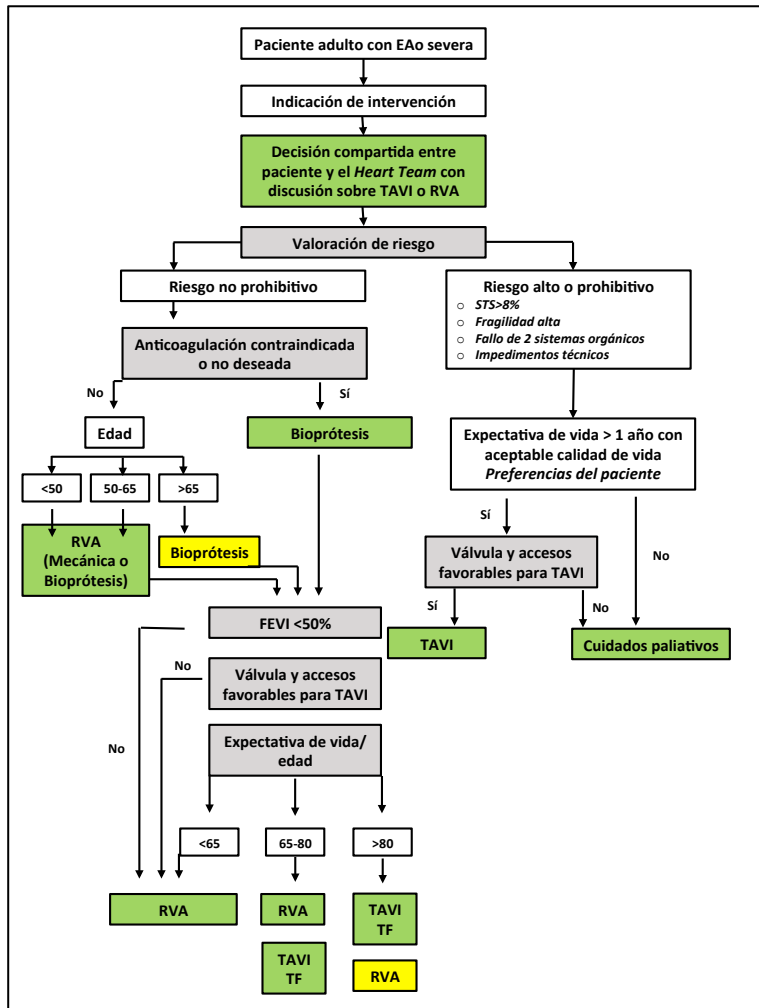 Paciente adulto con EAo severa
Indicación de intervención
Decisión compartida entre
paciente y el Heart Team con
discusión sobre TAVI o RVA
Valoración de riesgo
Riesgo no prohibitivo
Riesgo alto o prohibitivo
o STS>8%
o Fragilidad alta
o Fallo de 2 sistemas orgánicos
o Impedimentos técnicos
Anticoagulación contraindicada
o no deseada
No
Sí
Edad
Bioprótesis
Expectativa de vida > 1 año con
aceptable calidad de vida
Preferencias del paciente
<50
50-65
>65
RVA
(Mecánica o
Bioprótesis)
Bioprótesis
Sí
No
Válvula y accesos
favorables para TAVI
Sí
No
FEVI <50%
TAVI
Cuidados paliativos
No
Válvula y accesos
favorables para TAVI
No
Expectativa de vida/
edad
<65
65-80
>80
RVA
RVA
TAVI
TF
TAVI
TF
RVA